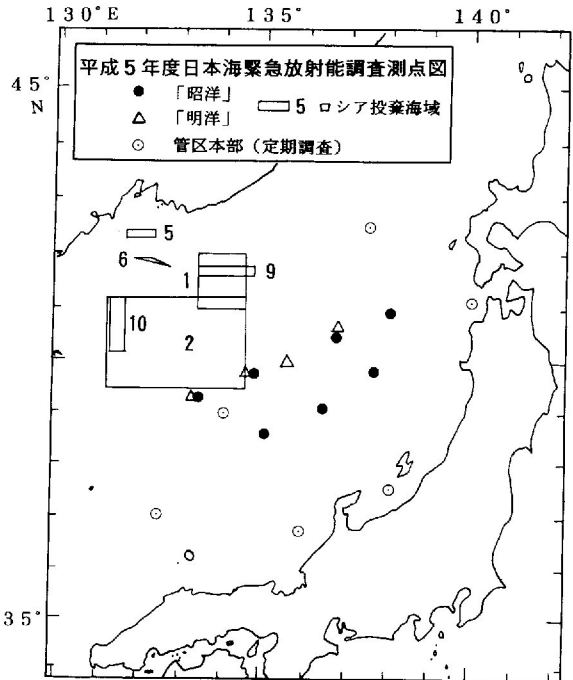 130°E 135° 140°
45°
N
平成5年度日本海緊急放射能調査測点図
● 「昭洋」
5 ロシア投棄海域
△ 「明洋」
⊙ 管区本部（定期調査）
5
6
9
1
10
2
35°